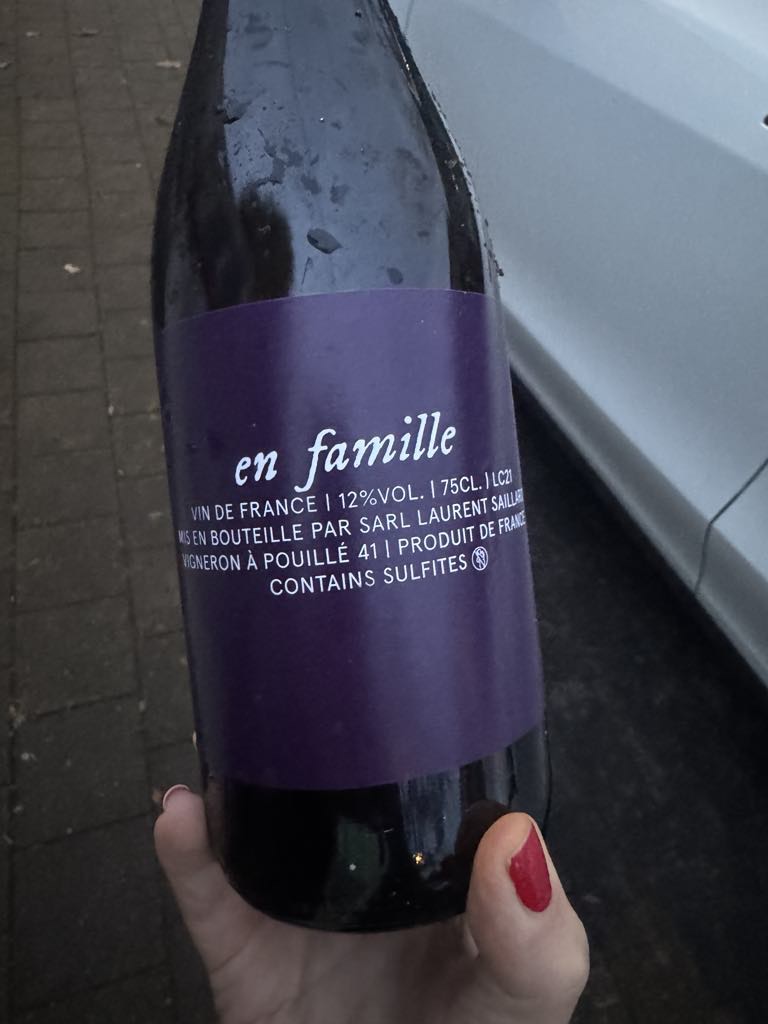 en famille
VIN DE FRANCE | 12%VOL. | 75CL. | LC21
MIS EN BOUTEILLE PAR SARL LAURENT SAILLARD
VIGNERON À POUILLÉ 41 | PRODUIT DE FRANCE
CONTAINS SULFITES